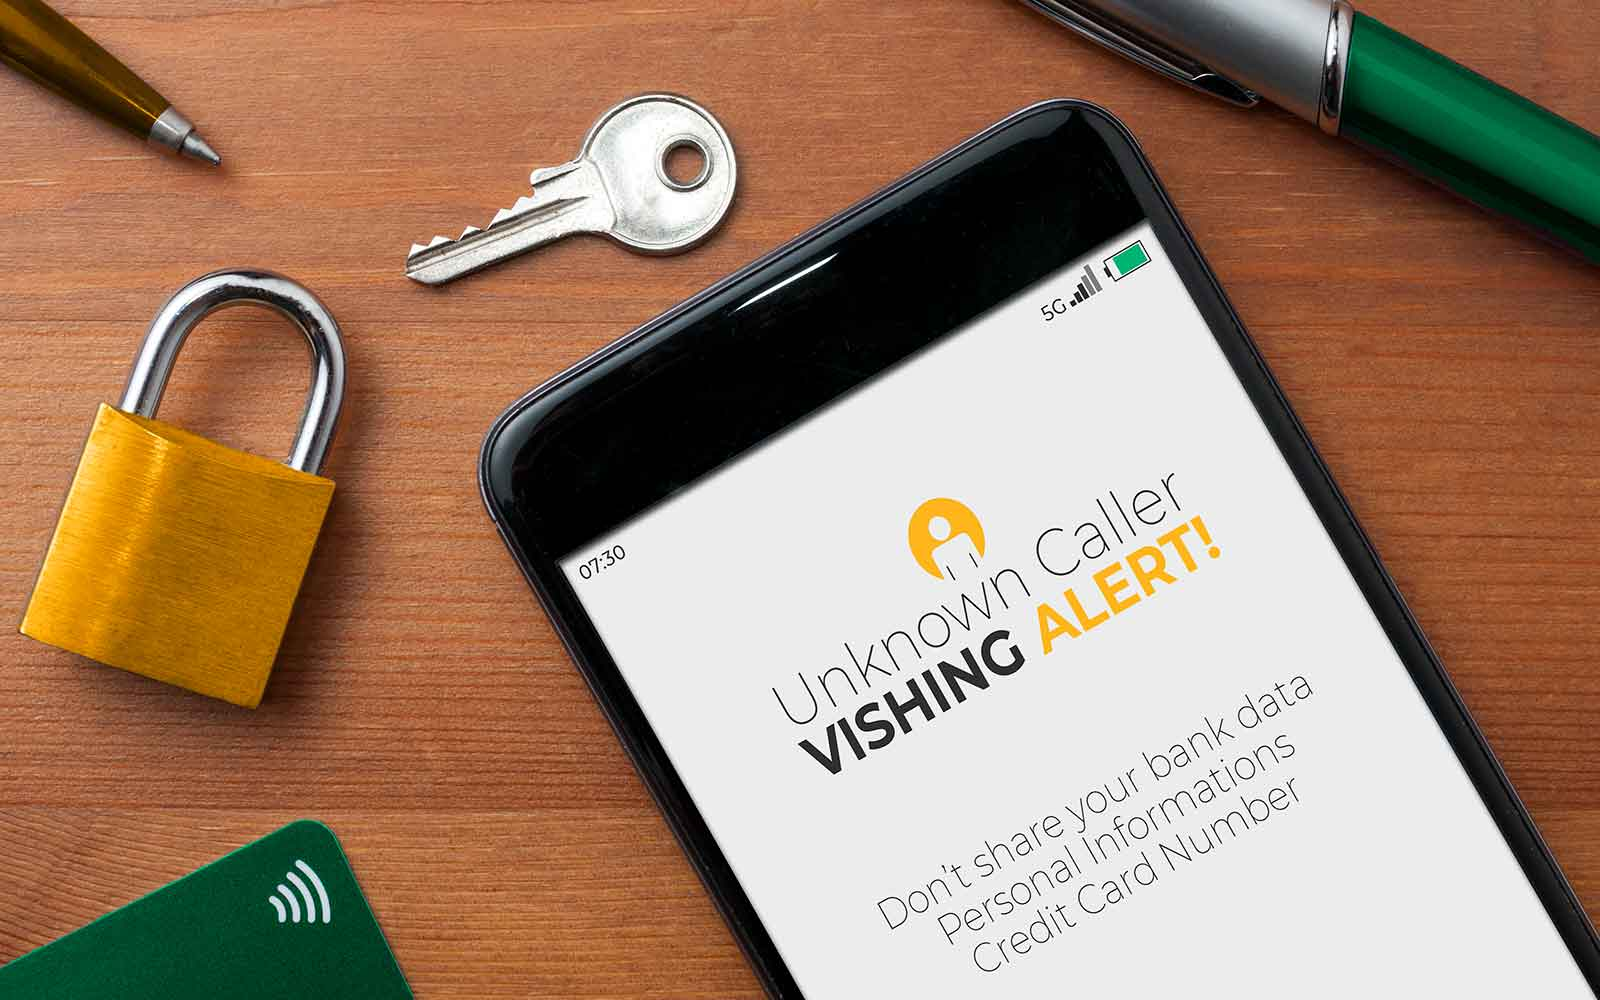 5G
07:30
Unknown Caller
VISHING ALERT!
Don't share your bank data
Personal Informations
Credit Card Number